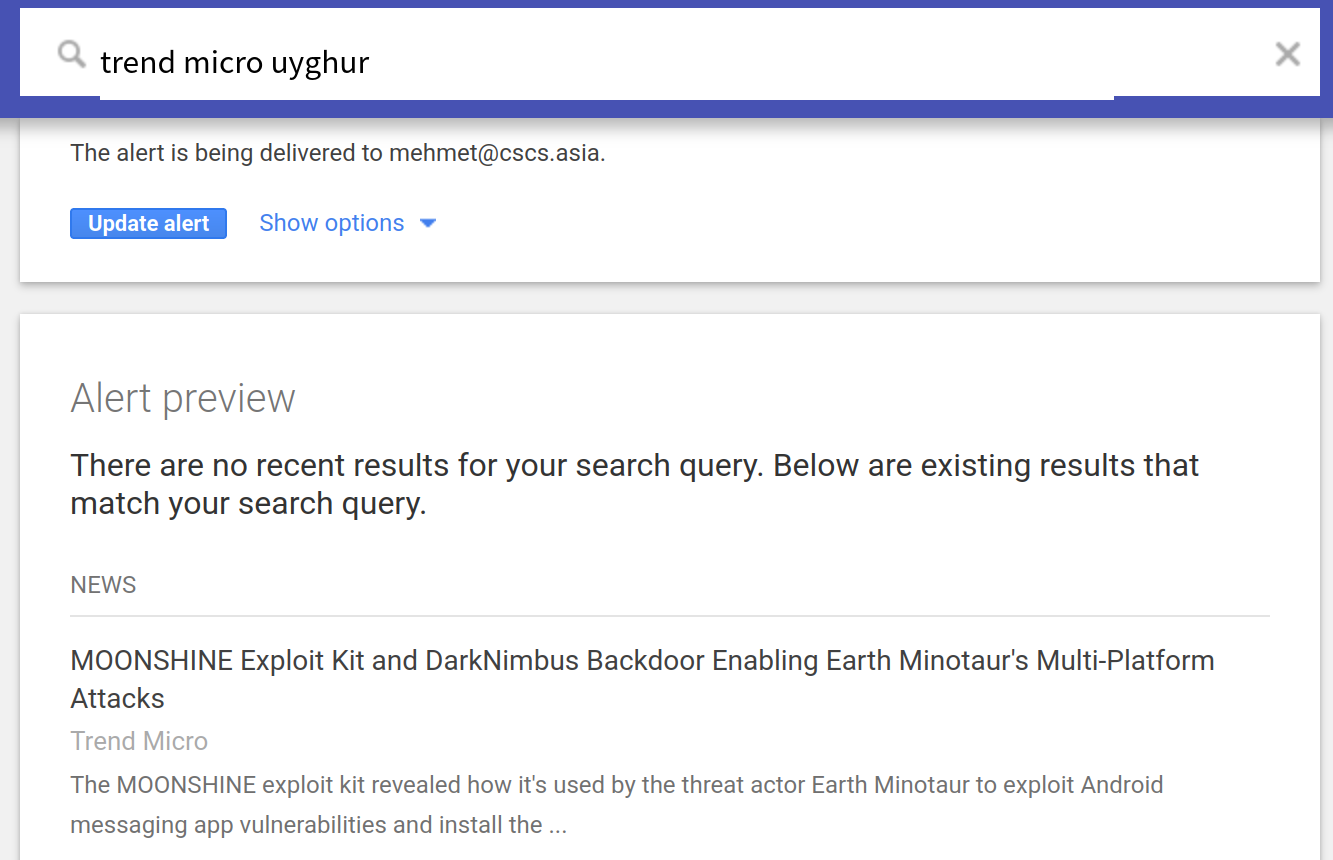 trend micro uyghur
The alert is being delivered to mehmet@cscs.asia.
Update alert
Show options
Alert preview
There are no recent results for your search query. Below are existing results that
match your search query.
NEWS
MOONSHINE Exploit Kit and DarkNimbus Backdoor Enabling Earth Minotaur's Multi-Platform
Attacks
Trend Micro
The MOONSHINE exploit kit revealed how it's used by the threat actor Earth Minotaur to exploit Android
messaging app vulnerabilities and install the ...